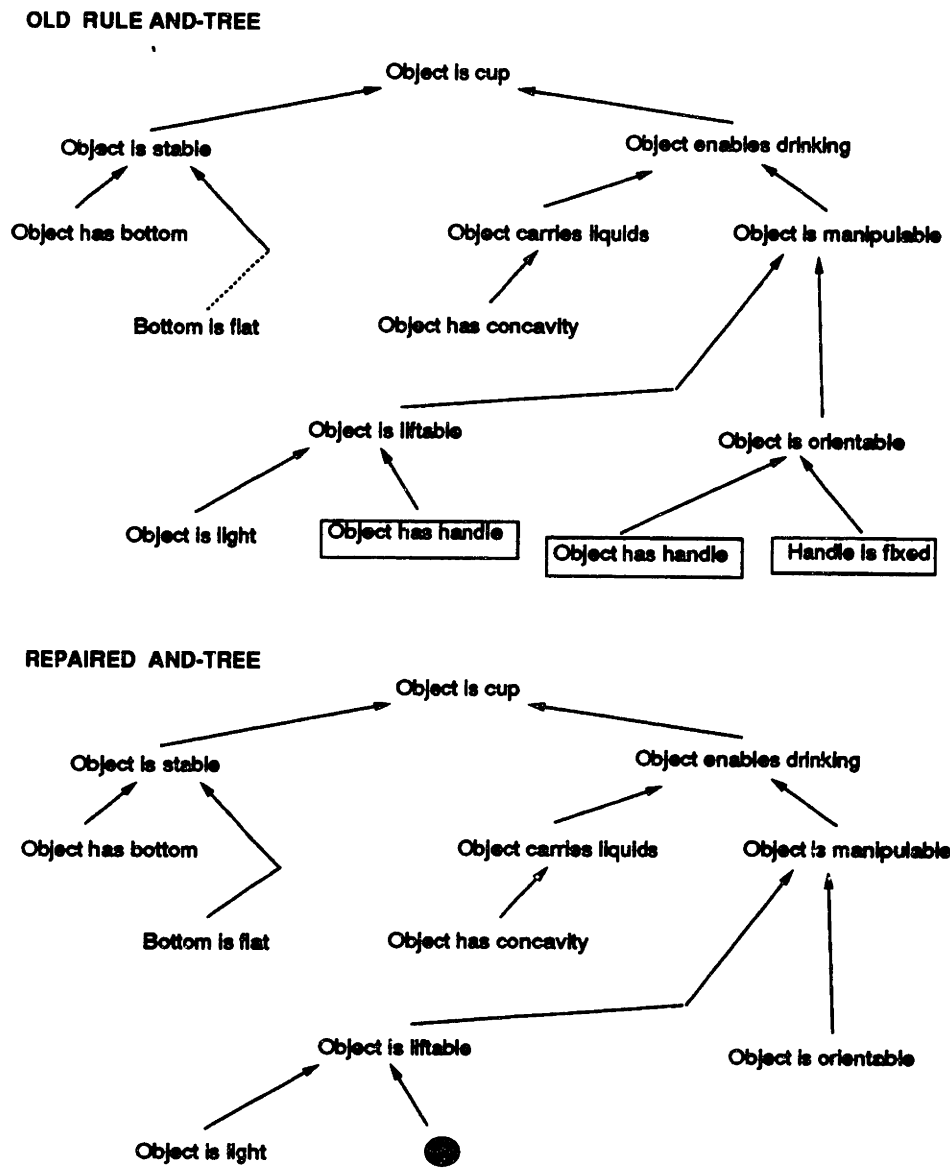 OLD RULE AND-TREE
Object is cup
Object is stable
Object enables drinking
Object has bottom
Object carries liquids
Object is manipulable
Bottom is flat
Object has concavity
Object is liftable
Object is orientable
Object is light
Object has handle
Object has handle
Handle is fixed
REPAIRED AND-TREE
Object is cup
Object is stable
Object enables drinking
Object has bottom
Object carries liquids
Object is manipulable
Bottom is flat
Object has concavity
Object is liftable
Object is orientable
Object is light